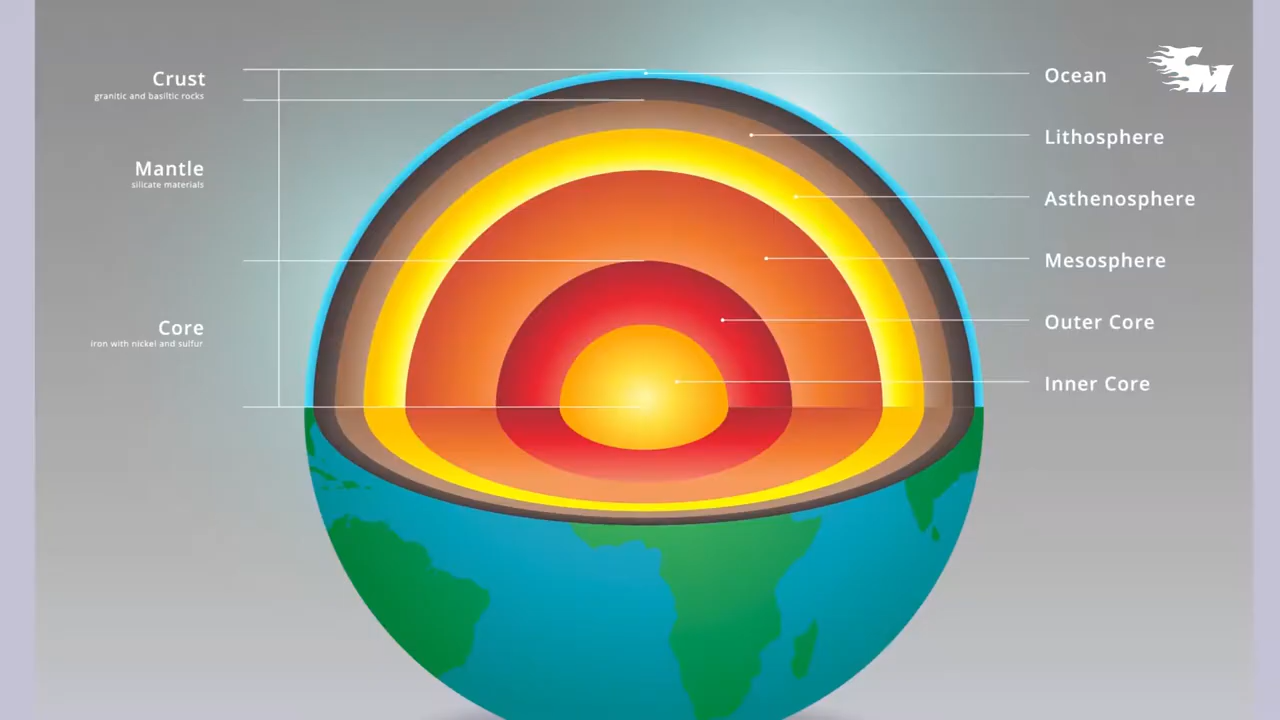 Crust
granitic and basiltic rocks
Mantle
silicate materials
Core
iron with nickel and sulfur
Ocean
Lithosphere
Asthenosphere
Mesosphere
Outer Core
Inner Core
SM